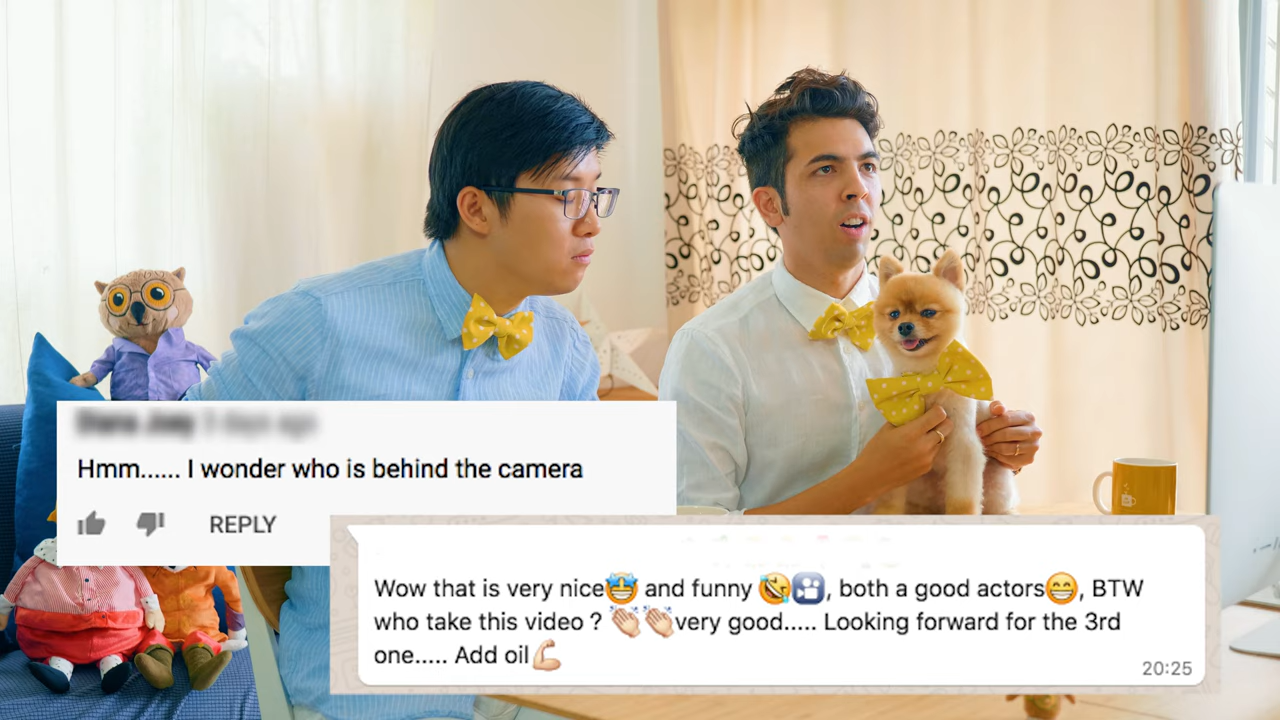 Hmm...... I wonder who is behind the camera
REPLY
Wow that is very nice🤩 and funny 🤣🎦, both a good actors😁, BTW
who take this video ? 👏🏻👏🏻very good..... Looking forward for the 3rd
one..... Add oil💪🏻
20:25